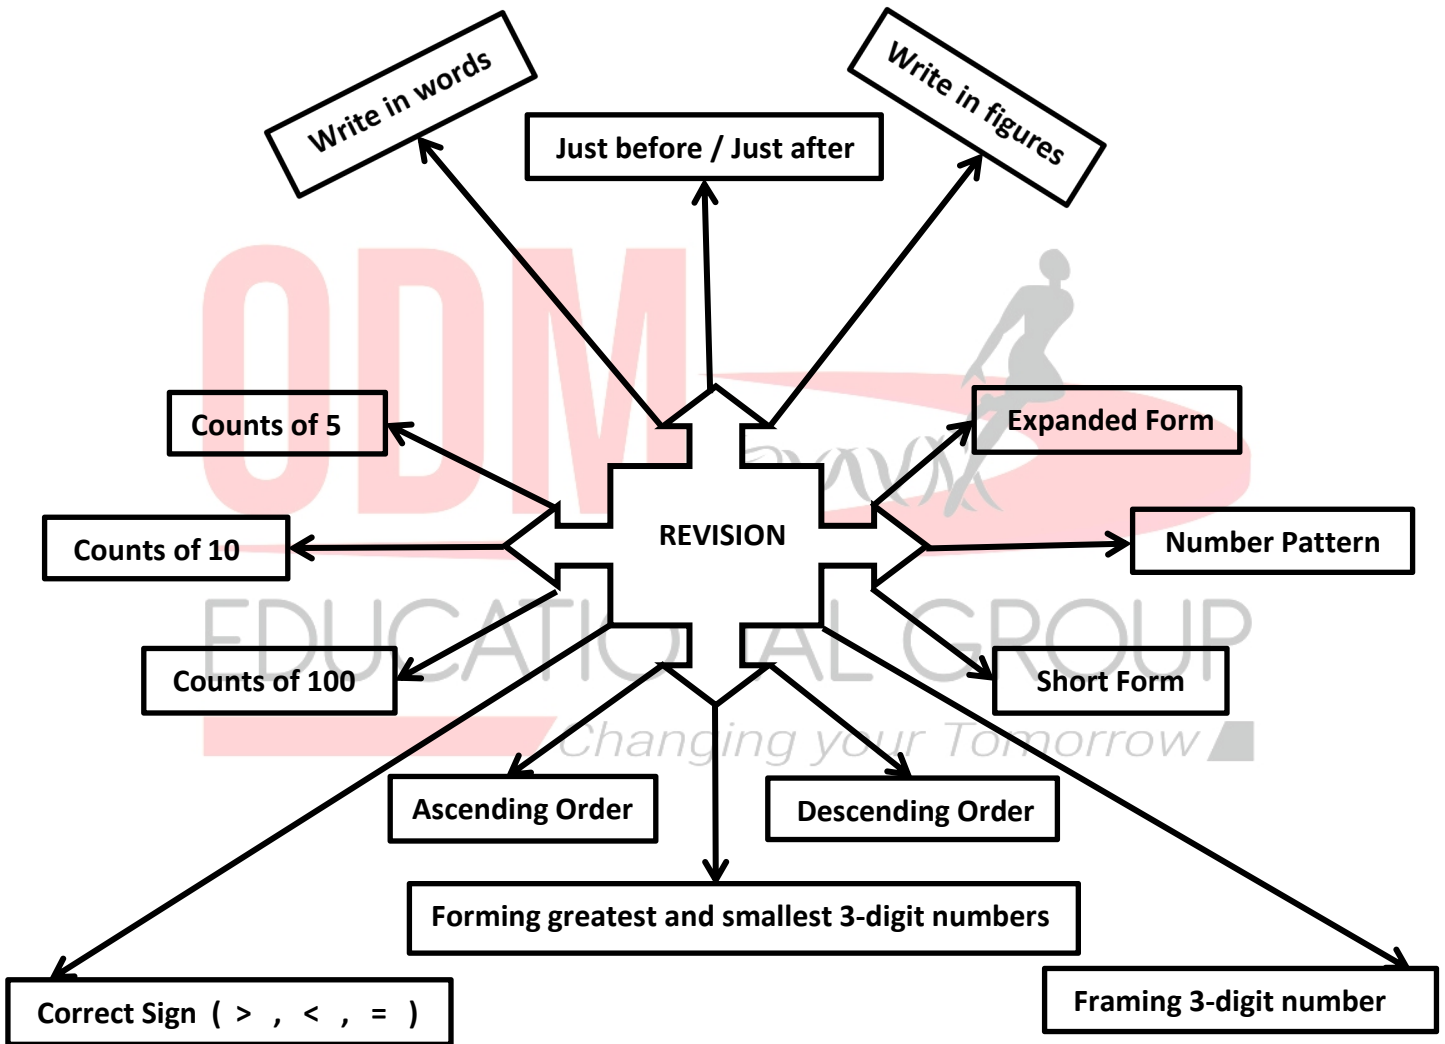 Write in words
Just before / Just after
Write in figures
Counts of 5
Expanded Form
REVISION
Counts of 10
Number Pattern
Counts of 100
Short Form
Ascending Order
Descending Order
Forming greatest and smallest 3-digit numbers
Correct Sign ( > , < , = )
Framing 3-digit number
ODM
EDUCATIONAL GROUP
Changing your Tomorrow